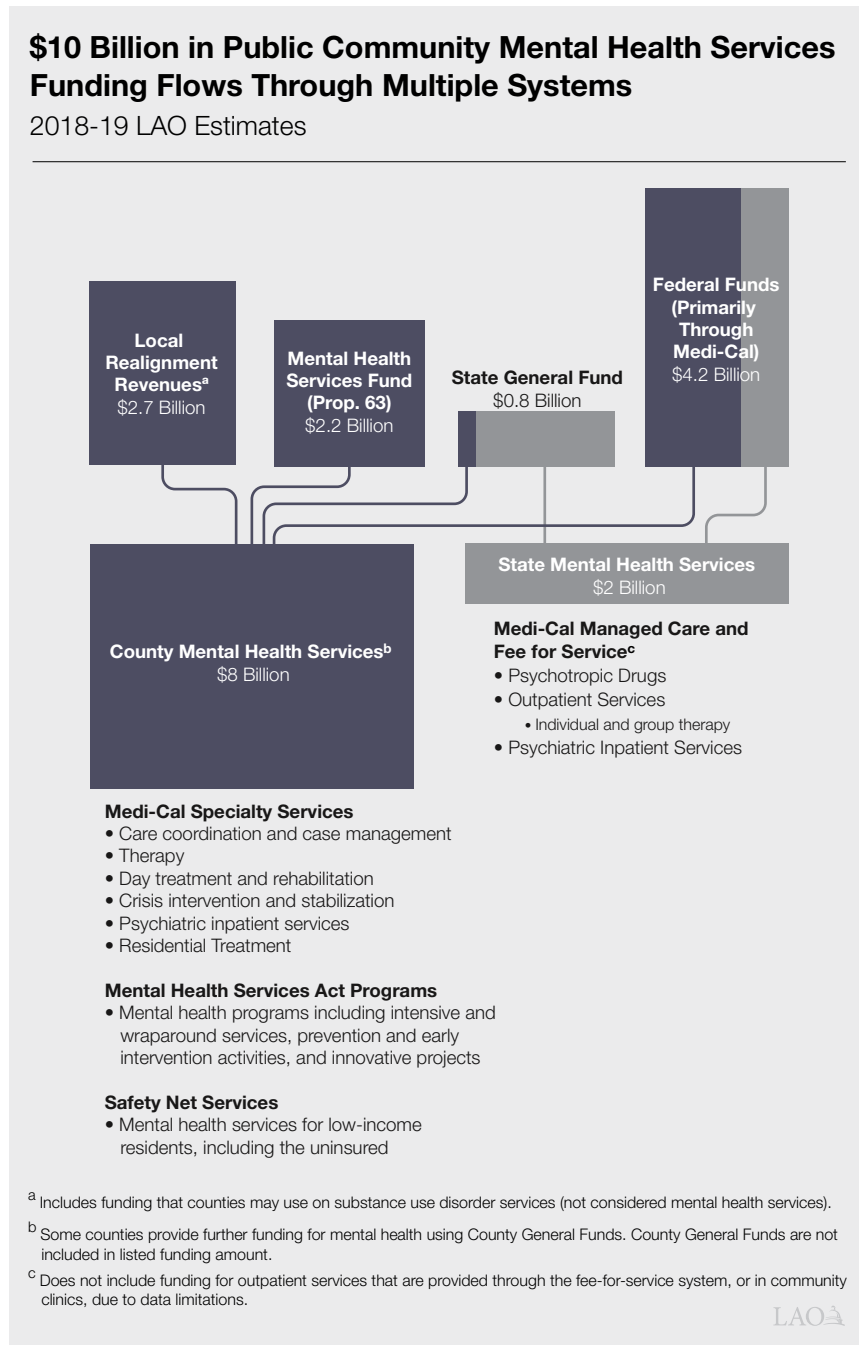 $10 Billion in Public Community Mental Health Services
Funding Flows Through Multiple Systems
2018-19 LAO Estimates
Local
Realignment
Revenuesᵃ
$2.7 Billion
Mental Health
Services Fund
(Prop. 63)
$2.2 Billion
State General Fund
$0.8 Billion
Federal Funds
(Primarily
Through
Medi-Cal)
$4.2 Billion
County Mental Health Servicesᵇ
$8 Billion
State Mental Health Services
$2 Billion
Medi-Cal Managed Care and
Fee for Serviceᶜ
• Psychotropic Drugs
• Outpatient Services
• Individual and group therapy
• Psychiatric Inpatient Services
Medi-Cal Specialty Services
• Care coordination and case management
• Therapy
• Day treatment and rehabilitation
• Crisis intervention and stabilization
• Psychiatric inpatient services
• Residential Treatment
Mental Health Services Act Programs
• Mental health programs including intensive and
wraparound services, prevention and early
intervention activities, and innovative projects
Safety Net Services
• Mental health services for low-income
residents, including the uninsured
ᵃ Includes funding that counties may use on substance use disorder services (not considered mental health services).
ᵇ Some counties provide further funding for mental health using County General Funds. County General Funds are not
included in listed funding amount.
ᶜ Does not include funding for outpatient services that are provided through the fee-for-service system, or in community
clinics, due to data limitations.
LAO